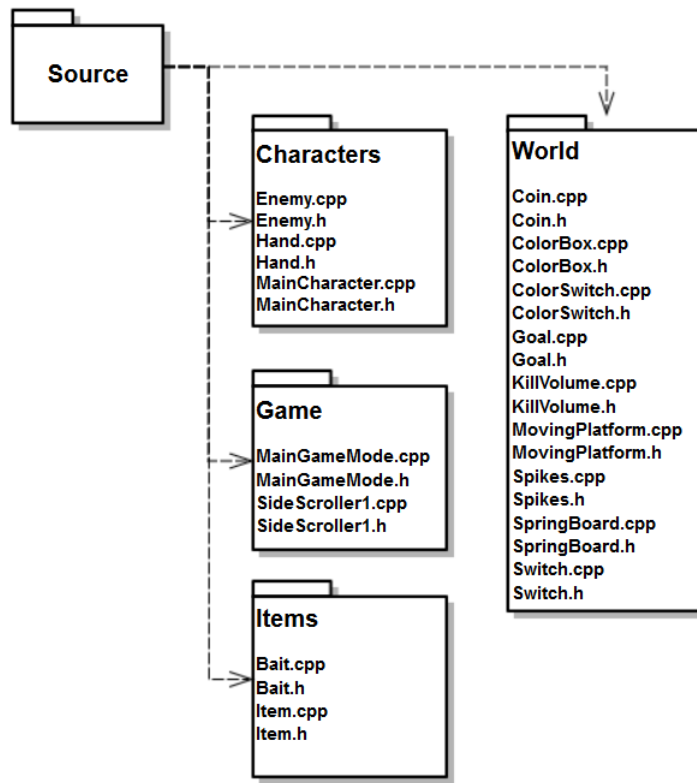 Source
Characters
Enemy.cpp
Enemy.h
Hand.cpp
Hand.h
MainCharacter.cpp
MainCharacter.h
Game
MainGameMode.cpp
MainGameMode.h
SideScroller1.cpp
SideScroller1.h
Items
Bait.cpp
Bait.h
Item.cpp
Item.h
World
Coin.cpp
Coin.h
ColorBox.cpp
ColorBox.h
ColorSwitch.cpp
ColorSwitch.h
Goal.cpp
Goal.h
KillVolume.cpp
KillVolume.h
MovingPlatform.cpp
MovingPlatform.h
Spikes.cpp
Spikes.h
SpringBoard.cpp
SpringBoard.h
Switch.cpp
Switch.h